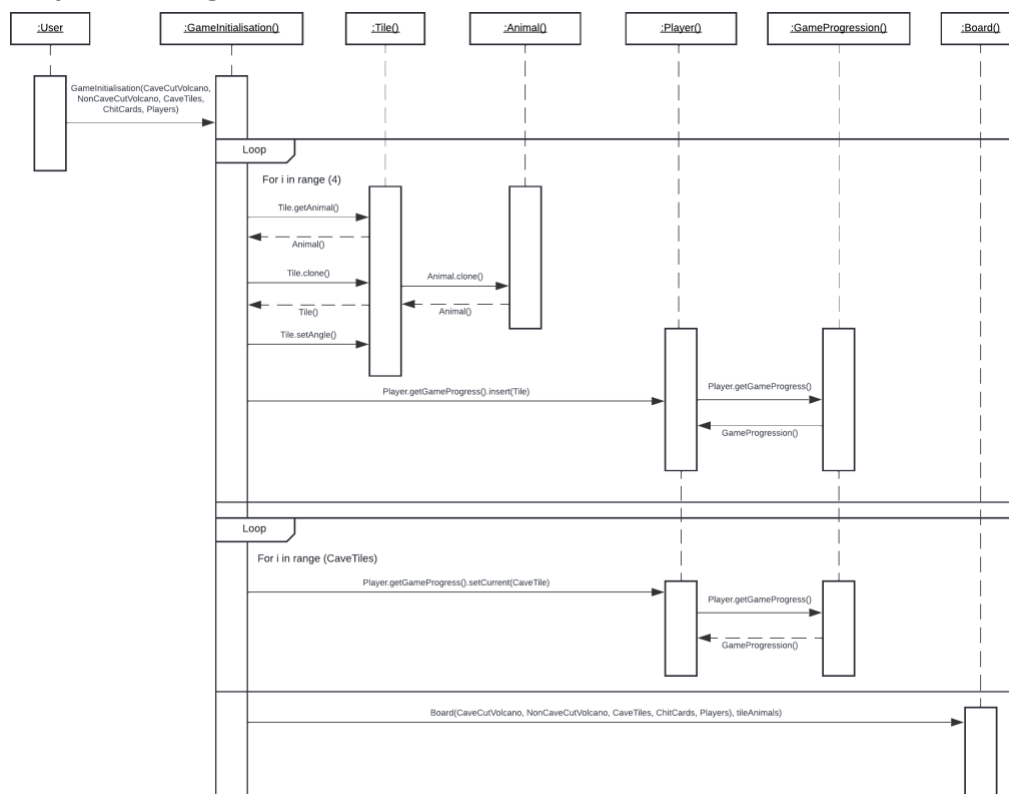 :User
:GameInitialisation()
:Tile()
:Animal()
:Player()
:GameProgression()
:Board()
GameInitialisation(CaveCutVolcano,
NonCaveCutVolcano, CaveTiles,
ChitCards, Players)
Loop
For i in range (4)
Tile.getAnimal()
Animal()
Tile.clone()
Animal.clone()
Tile()
Animal()
Tile.setAngle()
Player.getGameProgress().insert(Tile)
Player.getGameProgress()
GameProgression()
Loop
For i in range (CaveTiles)
Player.getGameProgress().setCurrent(CaveTile)
Player.getGameProgress()
GameProgression()
Board(CaveCutVolcano, NonCaveCutVolcano, CaveTiles, ChitCards, Players), tileAnimals)